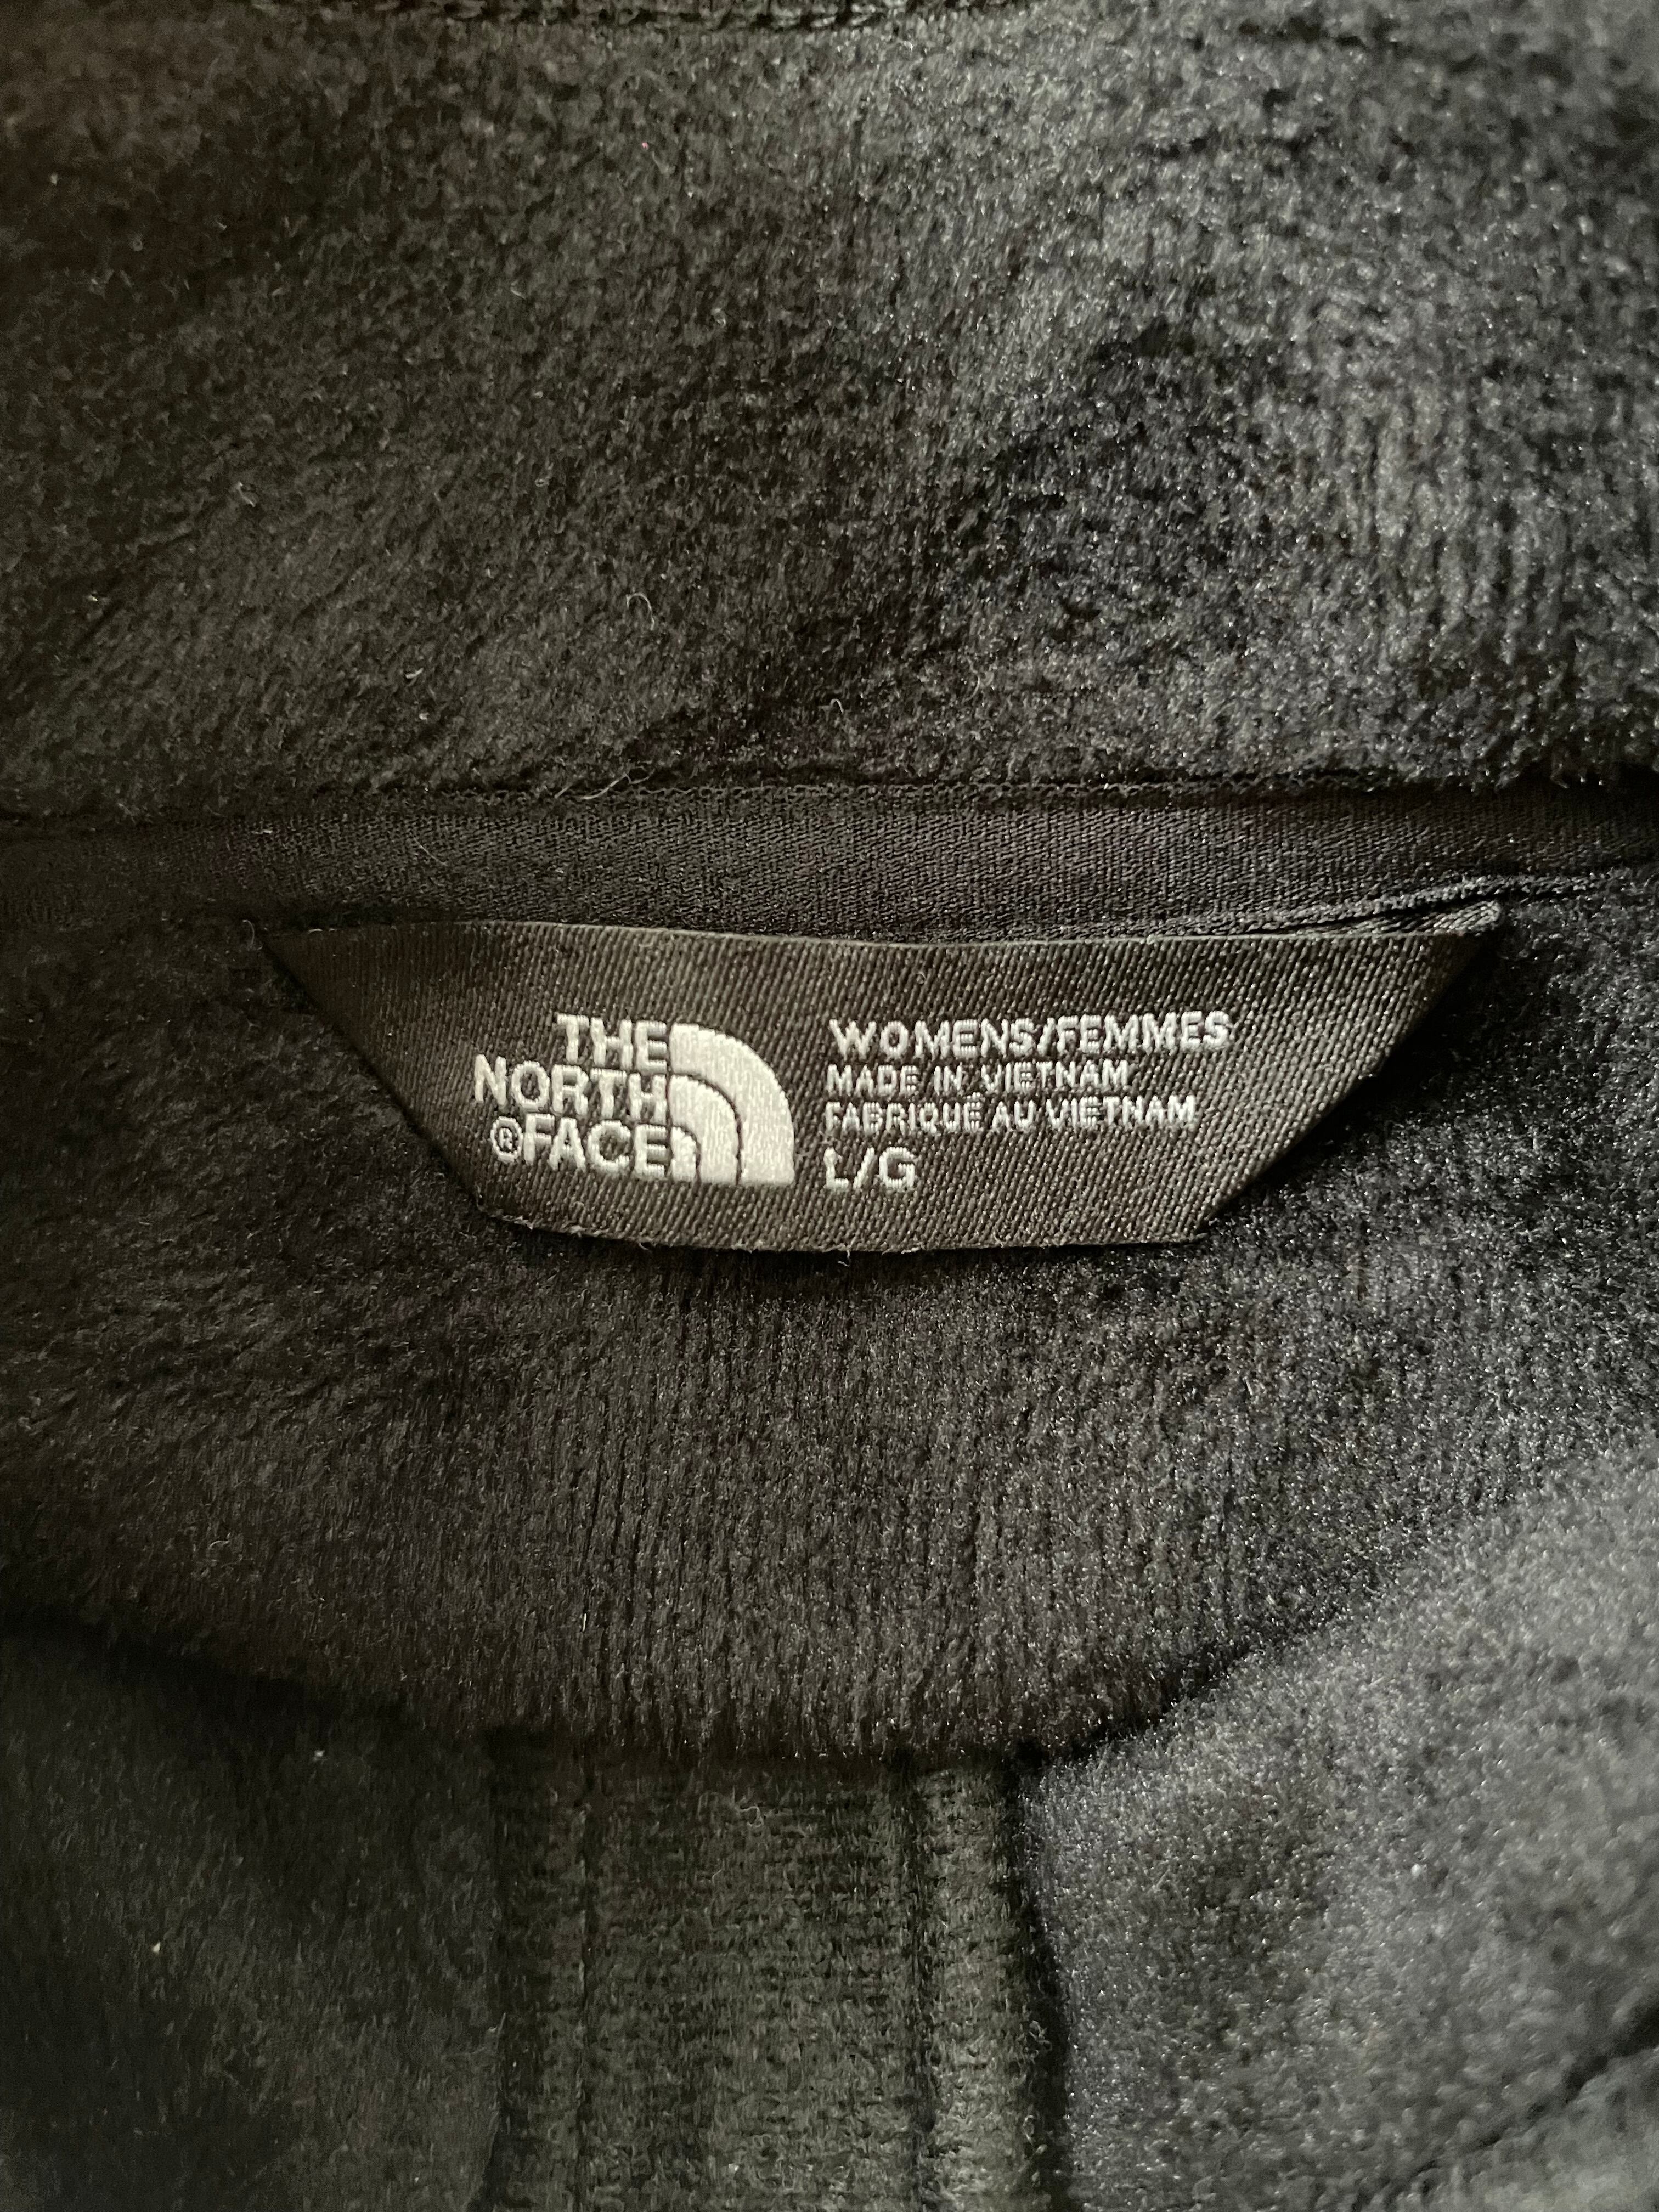 THE
NORTH
®FACE
WOMENS/FEMMES
MADE IN VIETNAM
FABRIQUÉ AU VIETNAM
L/G